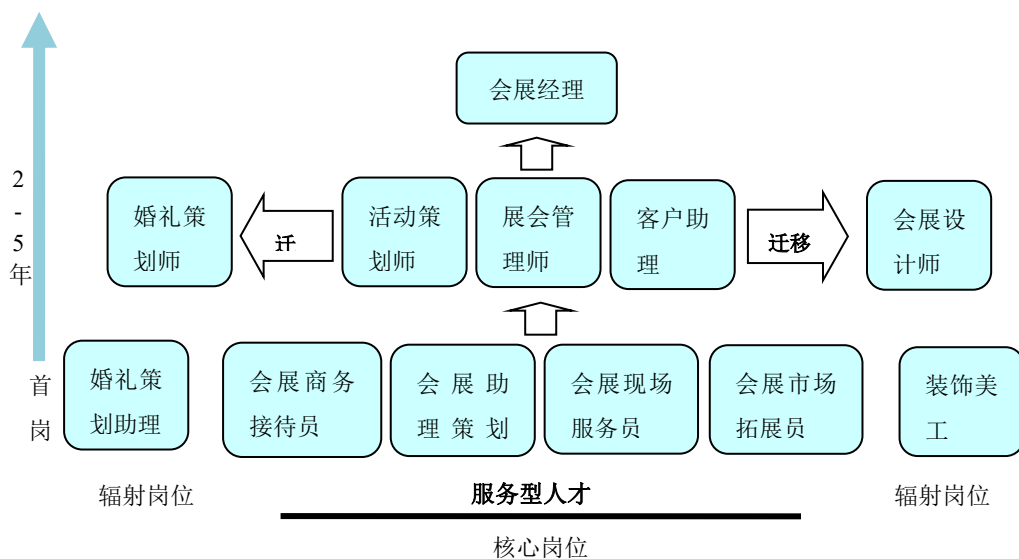 会展经理
2
-
5
年
婚礼策
划师
迁
活动策
划师
展会管
理师
客户助
理
迁移
会展设
计师
首
岗
婚礼策
划助理
会展商务
接待员
会展助
理策划
会展现场
服务员
会展市场
拓展员
装饰美
工
辐射岗位
服务型人才
辐射岗位
核心岗位